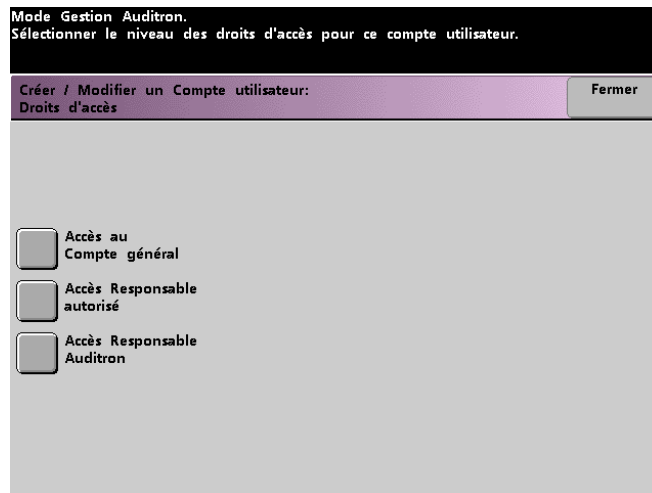 Mode Gestion Auditron.
Sélectionner le niveau des droits d'accès pour ce compte utilisateur.
Créer / Modifier un Compte utilisateur:
Droits d'accès
Fermer
Accès au
Compte général
Accès Responsable
autorisé
Accès Responsable
Auditron